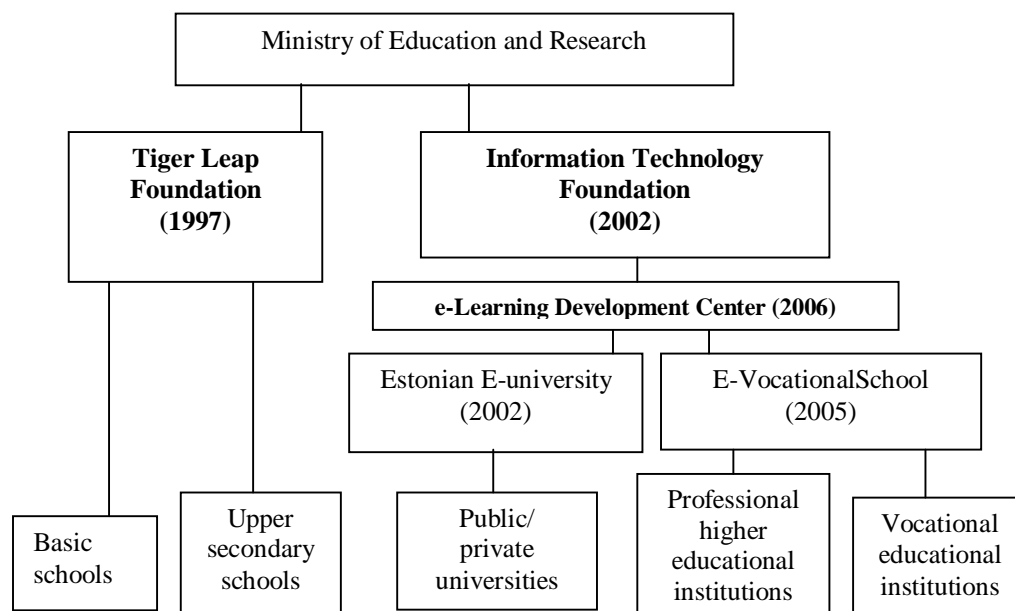 Ministry of Education and Research
Tiger Leap
Foundation
(1997)
Information Technology
Foundation
(2002)
e-Learning Development Center (2006)
Estonian E-university
(2002)
E-VocationalSchool
(2005)
Basic
schools
Upper
secondary
schools
Public/
private
universities
Professional
higher
educational
institutions
Vocational
educational
institutions